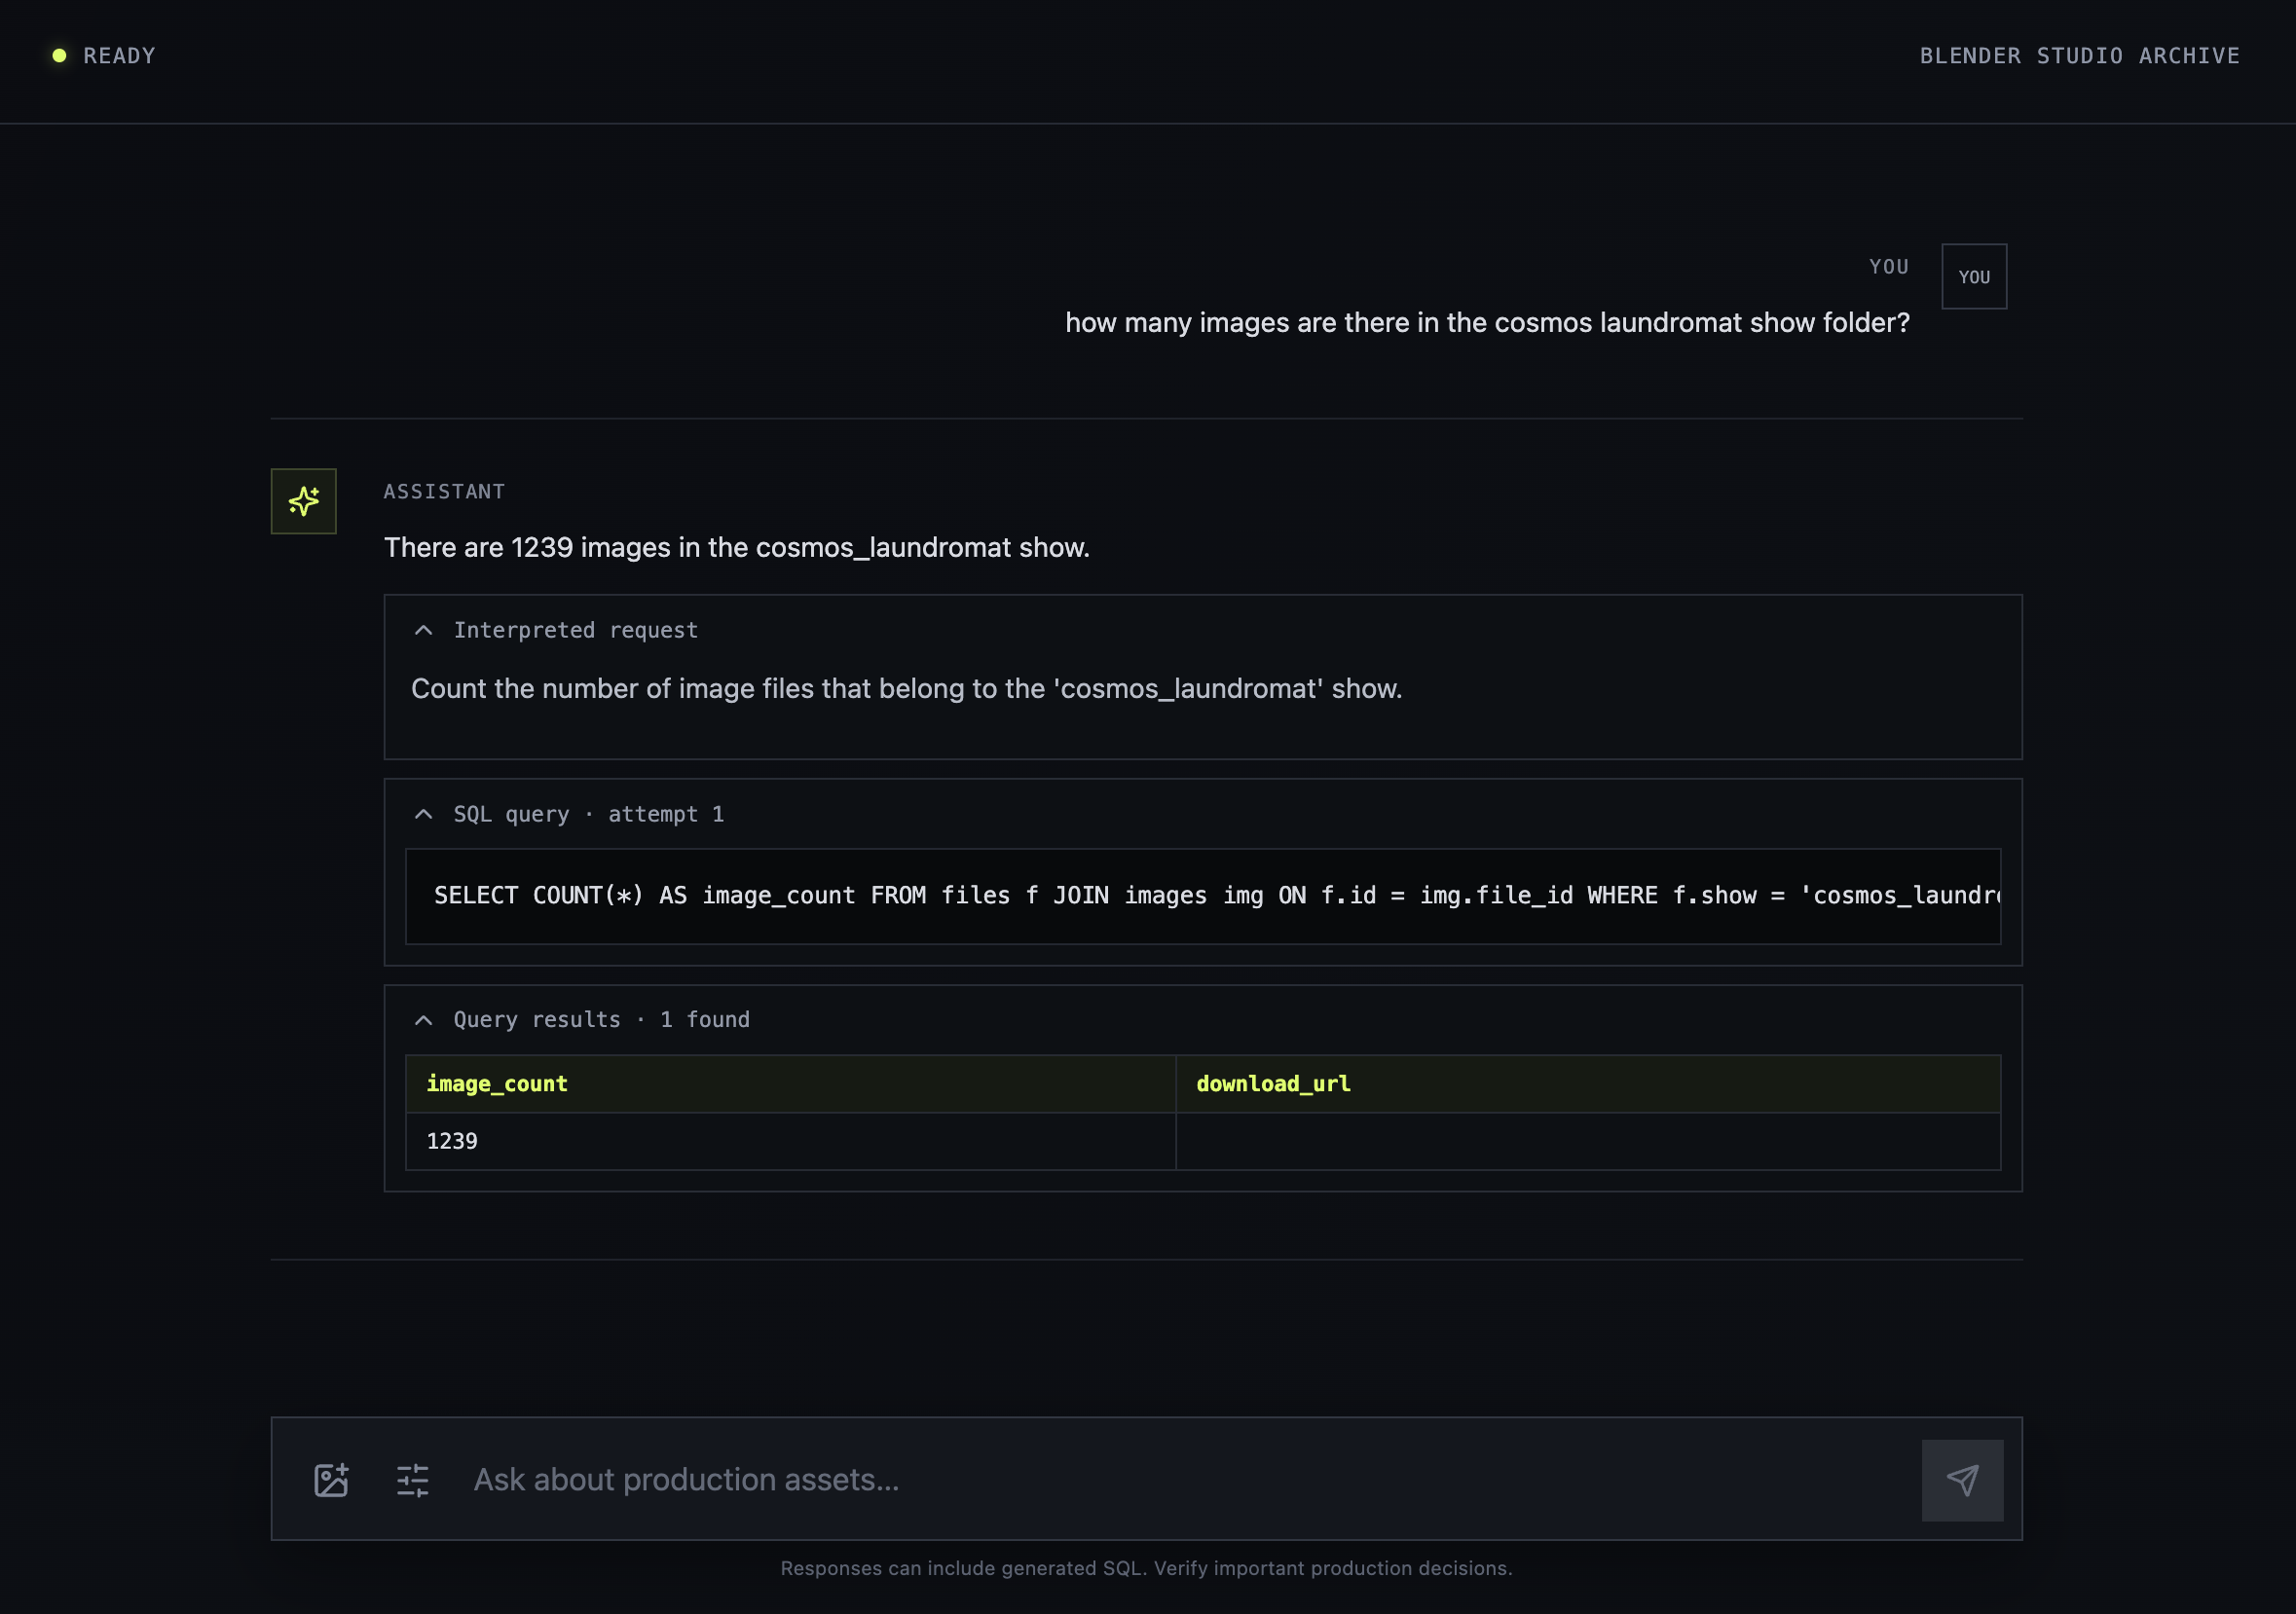 READY
BLENDER STUDIO ARCHIVE
YOU
YOU
how many images are there in the cosmos laundromat show folder?
ASSISTANT
There are 1239 images in the cosmos_laundromat show.
Interpreted request
Count the number of image files that belong to the 'cosmos_laundromat' show.
SQL query · attempt 1
SELECT COUNT(*) AS image_count FROM files f JOIN images img ON f.id = img.file_id WHERE f.show = 'cosmos_laundr
Query results · 1 found
image_count download_url
1239
Ask about production assets...
Responses can include generated SQL. Verify important production decisions.